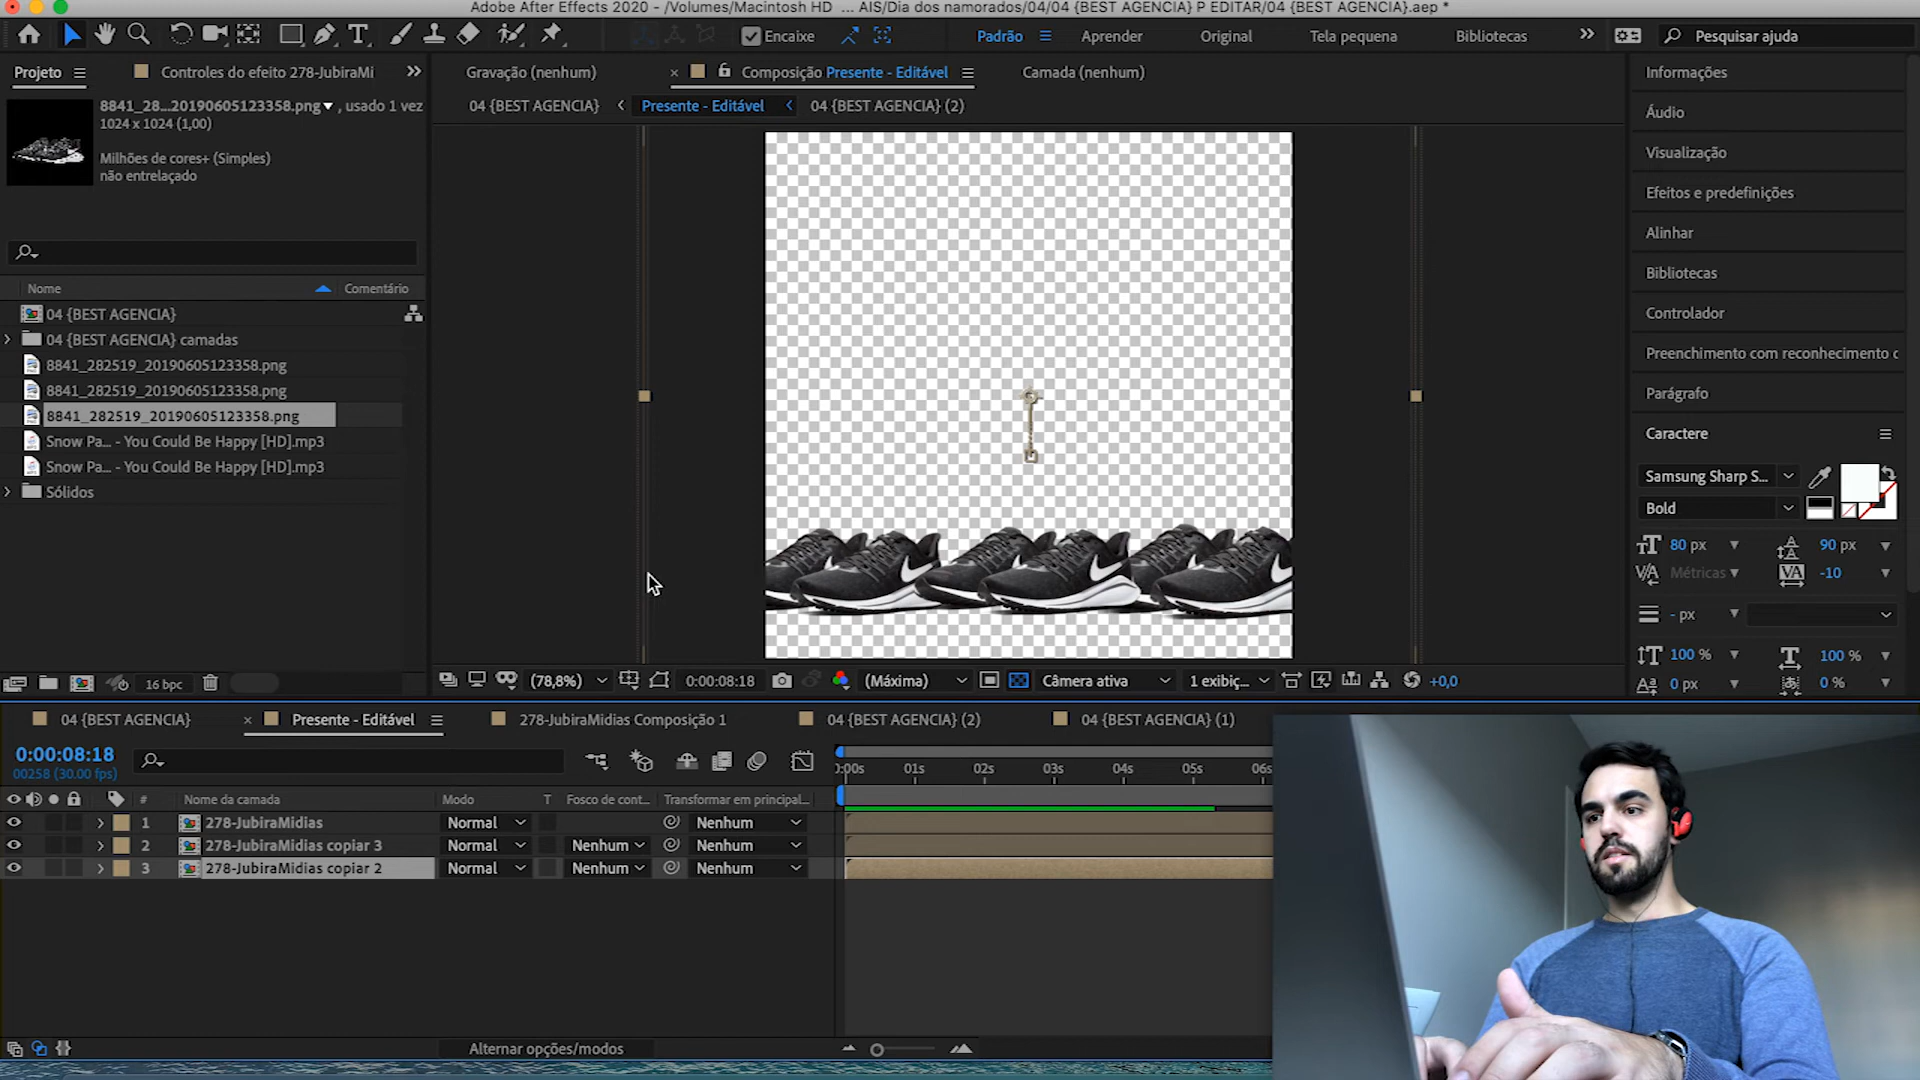 Adobe After Effects 2020 - /Volumes/Macintosh HD ... AIS/Dia dos namorados/04/04 {BEST AGENCIA} P EDITAR/04 {BEST AGENCIA}.aep *
Encaixe
Padrão
Aprender
Original
Tela pequena
Bibliotecas
Pesquisar ajuda
Projeto
Controles do efeito 278-JubiraMi
Gravação (nenhum)
Composição Presente - Editável
Camada (nenhum)
8841_28...20190605123358.png , usado 1 vez
1024 x 1024 (1,00)
Milhões de cores+ (Simples)
não entrelaçado
04 {BEST AGENCIA}
Presente - Editável
04 {BEST AGENCIA} (2)
Nome
Comentário
04 {BEST AGENCIA}
04 {BEST AGENCIA} camadas
8841_282519_20190605123358.png
8841_282519_20190605123358.png
8841_282519_20190605123358.png
Snow Pa... - You Could Be Happy [HD].mp3
Snow Pa... - You Could Be Happy [HD].mp3
Sólidos
16 bpc
(78,8%)
0:00:08:18
(Máxima)
Câmera ativa
1 exibiç...
+0,0
Informações
Áudio
Visualização
Efeitos e predefinições
Alinhar
Bibliotecas
Controlador
Preenchimento com reconhecimento c
Parágrafo
Caractere
Samsung Sharp S...
Bold
80 px
90 px
Métricas
-10
- px
100 %
100 %
0 px
0 %
04 {BEST AGENCIA}
Presente - Editável
278-JubiraMidias Composição 1
04 {BEST AGENCIA} (2)
04 {BEST AGENCIA} (1)
0:00:08:18
00258 (30.00 fps)
0:00s
01s
02s
03s
04s
05s
06s
#
Nome da camada
Modo
T
Fosco de cont...
Transformar em principal...
1
278-JubiraMidias
Normal
Nenhum
2
278-JubiraMidias copiar 3
Normal
Nenhum
Nenhum
3
278-JubiraMidias copiar 2
Normal
Nenhum
Nenhum
Alternar opções/modos